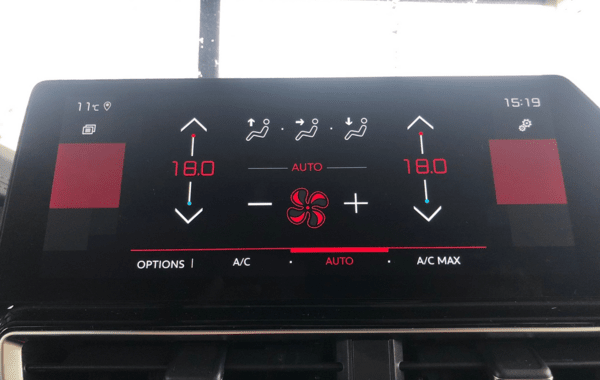 11°C
15:19
18.0
18.0
AUTO
OPTIONS
A/C
AUTO
A/C MAX